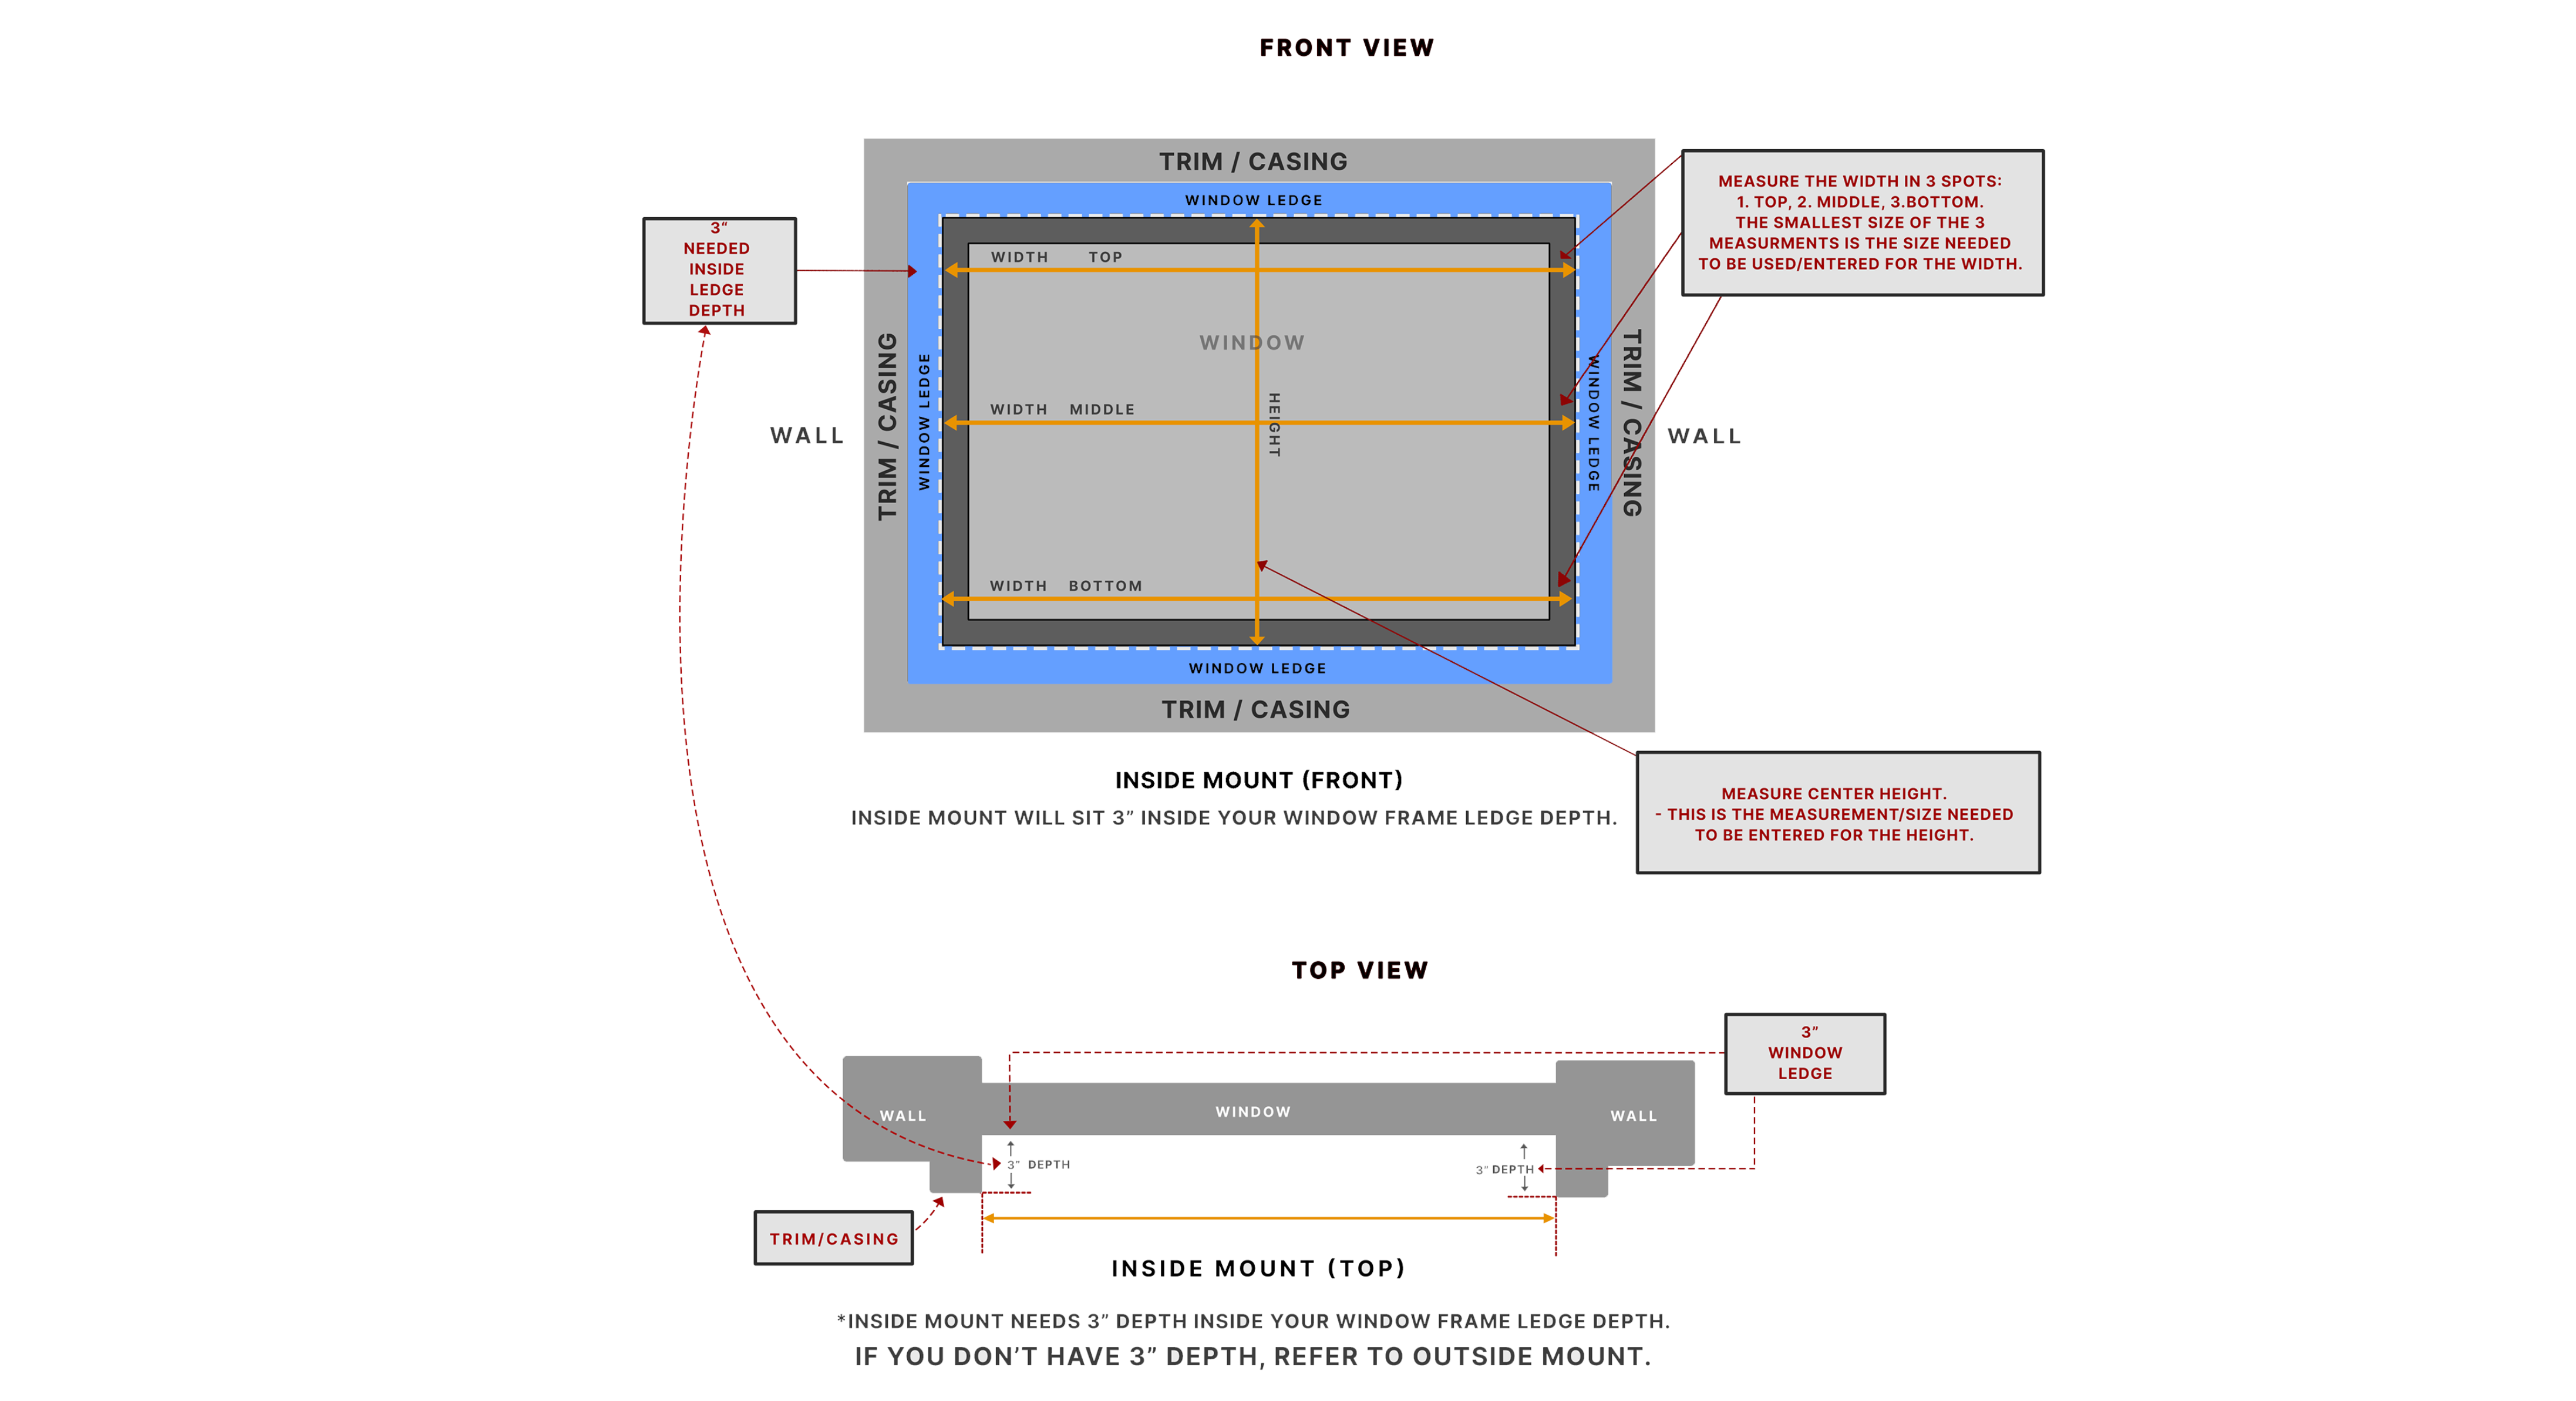 FRONT VIEW
TRIM / CASING
WINDOW LEDGE
3“
NEEDED
INSIDE
LEDGE
DEPTH
MEASURE THE WIDTH IN 3 SPOTS:
1. TOP, 2. MIDDLE, 3.BOTTOM.
THE SMALLEST SIZE OF THE 3
MEASURMENTS IS THE SIZE NEEDED
TO BE USED/ENTERED FOR THE WIDTH.
WIDTH TOP
WINDOW
WALL
TRIM / CASING
WINDOW LEDGE
WIDTH MIDDLE
HEIGHT
WINDOW LEDGE
TRIM / CASING
WALL
WIDTH BOTTOM
WINDOW LEDGE
TRIM / CASING
INSIDE MOUNT (FRONT)
INSIDE MOUNT WILL SIT 3” INSIDE YOUR WINDOW FRAME LEDGE DEPTH.
MEASURE CENTER HEIGHT.
- THIS IS THE MEASUREMENT/SIZE NEEDED
TO BE ENTERED FOR THE HEIGHT.
TOP VIEW
3”
WINDOW
LEDGE
WALL
WINDOW
WALL
3” DEPTH
3” DEPTH
TRIM/CASING
INSIDE MOUNT (TOP)
*INSIDE MOUNT NEEDS 3” DEPTH INSIDE YOUR WINDOW FRAME LEDGE DEPTH.
IF YOU DON’T HAVE 3” DEPTH, REFER TO OUTSIDE MOUNT.